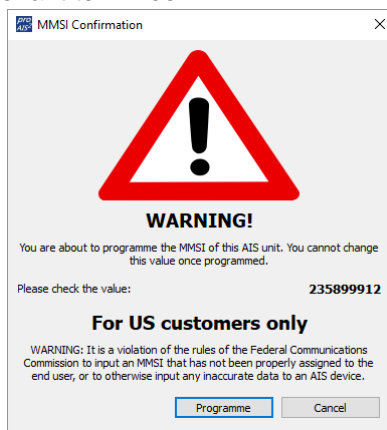 pro
AIS2 MMSI Confirmation
WARNING!
You are about to programme the MMSI of this AIS unit. You cannot change
this value once programmed.
Please check the value: 235899912
For US customers only
WARNING: It is a violation of the rules of the Federal Communications
Commission to input an MMSI that has not been properly assigned to the
end user, or to otherwise input any inaccurate data to an AIS device.
Programme Cancel